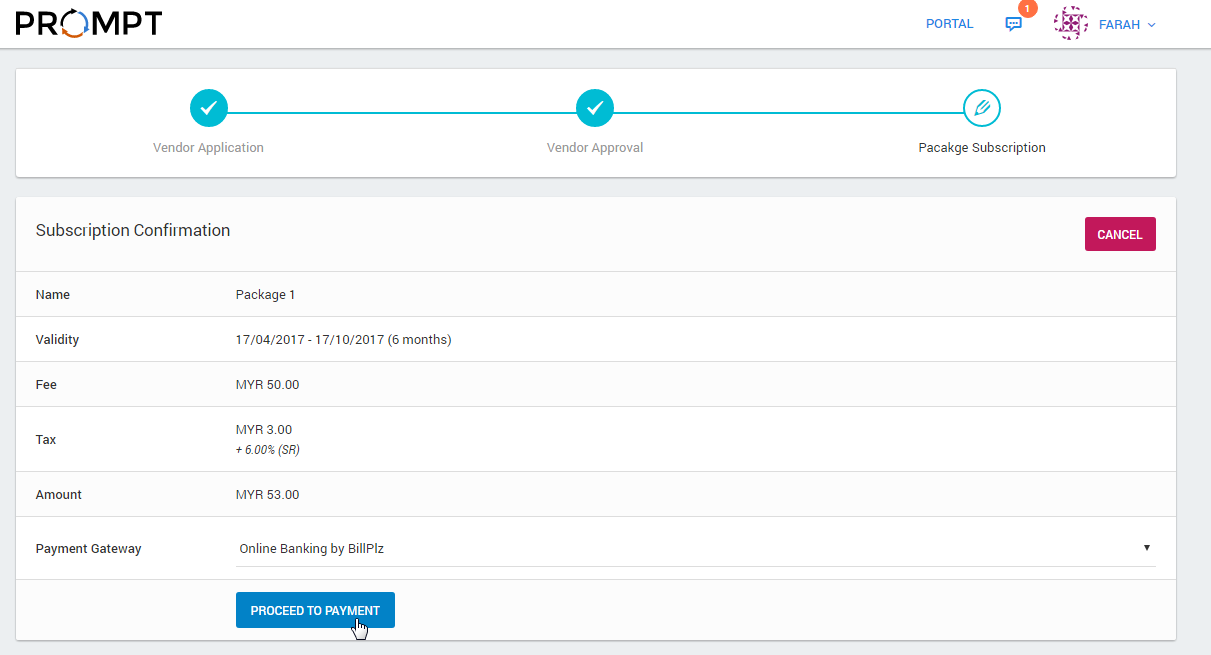 PROMPT
PORTAL
1
FARAH
Vendor Application
Vendor Approval
Pacakge Subscription
Subscription Confirmation
CANCEL
Name
Package 1
Validity
17/04/2017 - 17/10/2017 (6 months)
Fee
MYR 50.00
Tax
MYR 3.00
+ 6.00% (SR)
Amount
MYR 53.00
Payment Gateway
Online Banking by BillPlz
PROCEED TO PAYMENT